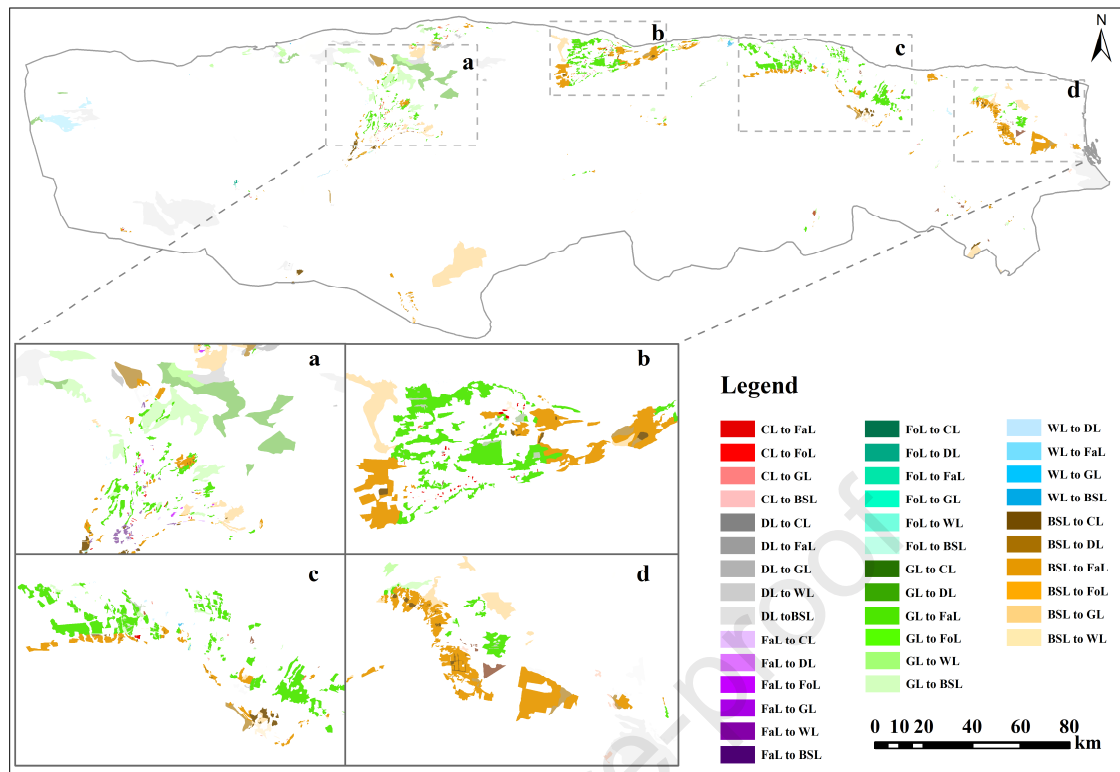 N
a
b
c
d
a
b
c
d
Legend
CL to FaL
CL to FoL
CL to GL
CL to BSL
DL to CL
DL to FaL
DL to GL
DL to WL
DL toBSL
FaL to CL
FaL to DL
FaL to FoL
FaL to GL
FaL to WL
FaL to BSL
FoL to CL
FoL to DL
FoL to FaL
FoL to GL
FoL to WL
FoL to BSL
GL to CL
GL to DL
GL to FaL
GL to FoL
GL to WL
GL to BSL
WL to DL
WL to FaL
WL to GL
WL to BSL
BSL to CL
BSL to DL
BSL to FaL
BSL to FoL
BSL to GL
BSL to WL
0 10 20 40 60 80
km
e-proof